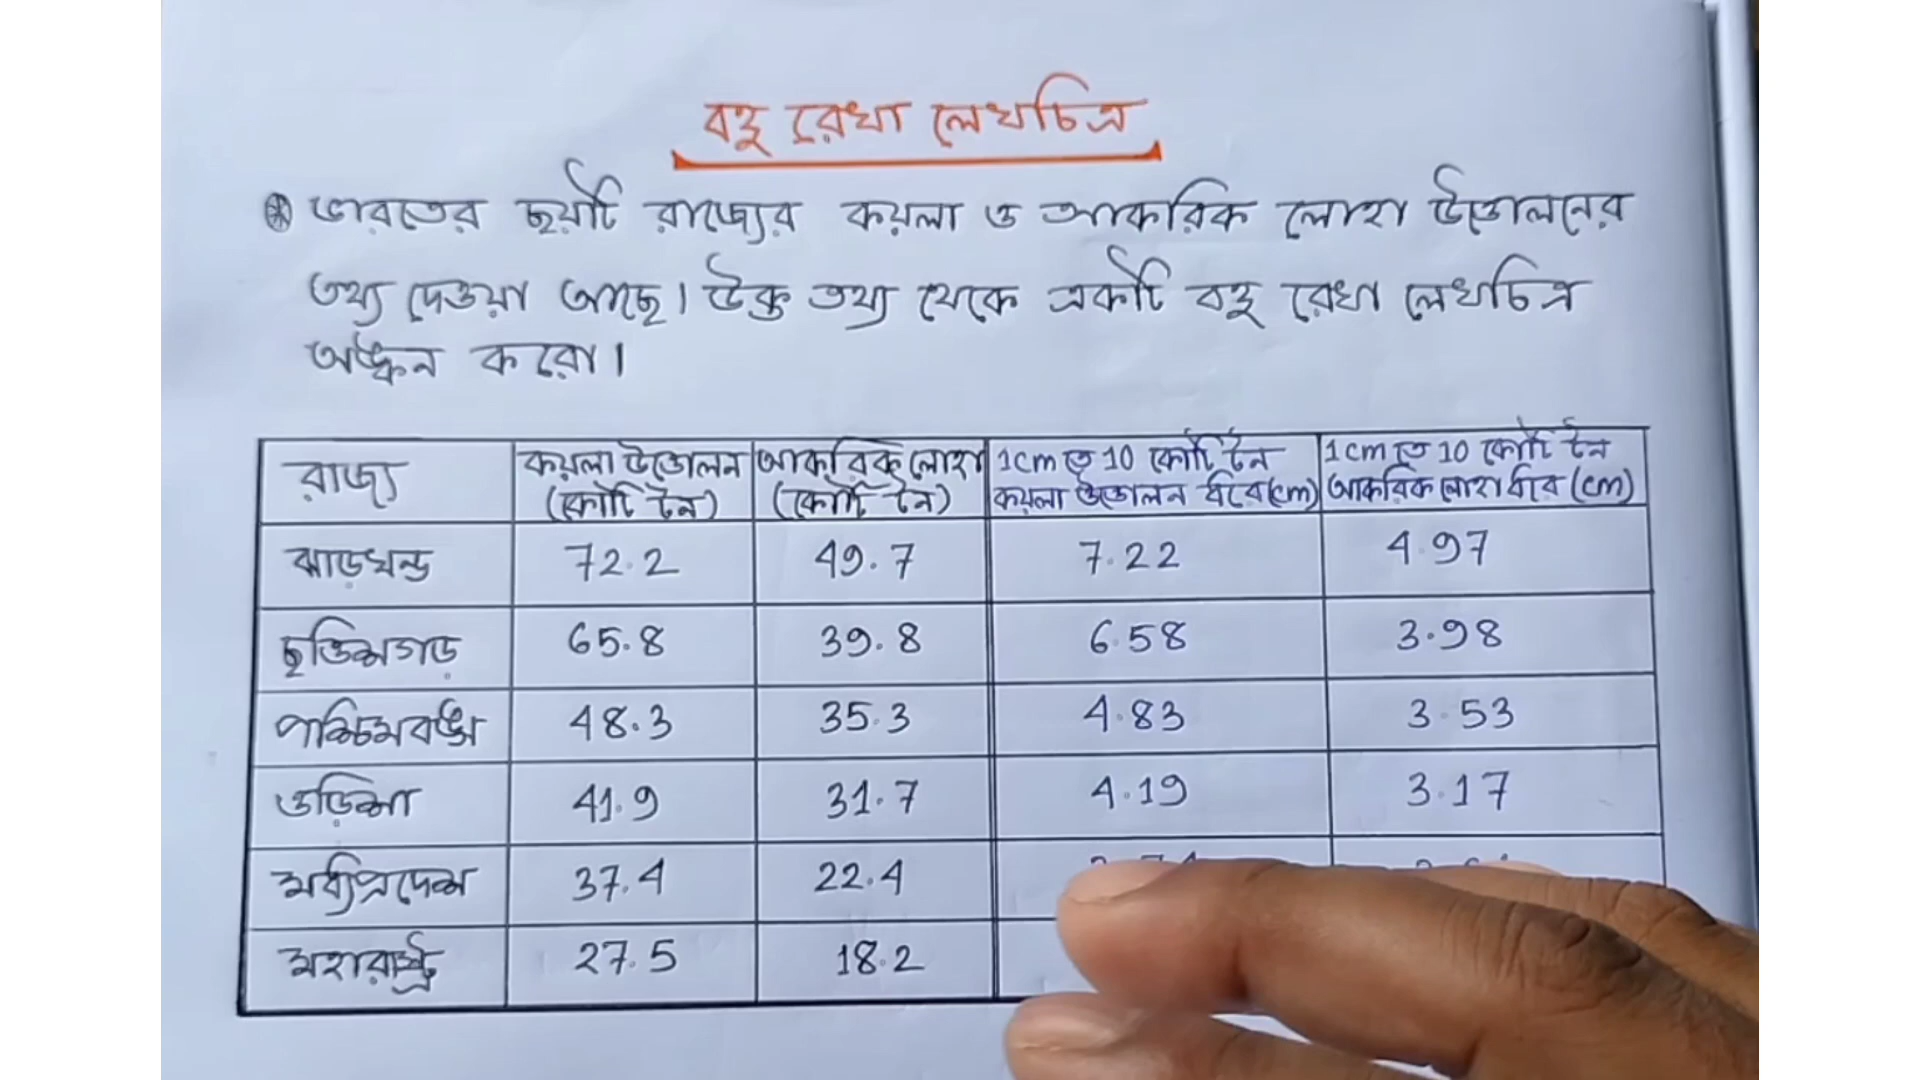 বহু রেখা লেখচিত্র
ভারতের ছয়টি রাজ্যের কয়লা ও আকরিক লোহা উত্তোলনের
তথ্য দেওয়া আছে। উক্ত তথ্য থেকে একটি বহু রেখা লেখচিত্র
অঙ্কন করো।
রাজ্য কয়লা উত্তোলন (কোটি টন) আকরিক লোহা (কোটি টন) 1cm তে 10 কোটি টন কয়লা উত্তোলন ধরে (cm) 1cm তে 10 কোটি টন আকরিক লোহা ধরে (cm)
ঝাড়খন্ড 72.2 49.7 7.22 4.97
ছত্তিশগড় 65.8 39.8 6.58 3.98
পশ্চিমবঙ্গ 48.3 35.3 4.83 3.53
ওড়িশা 41.9 31.7 4.19 3.17
মধ্যপ্রদেশ 37.4 22.4
মহারাষ্ট্র 27.5 18.2